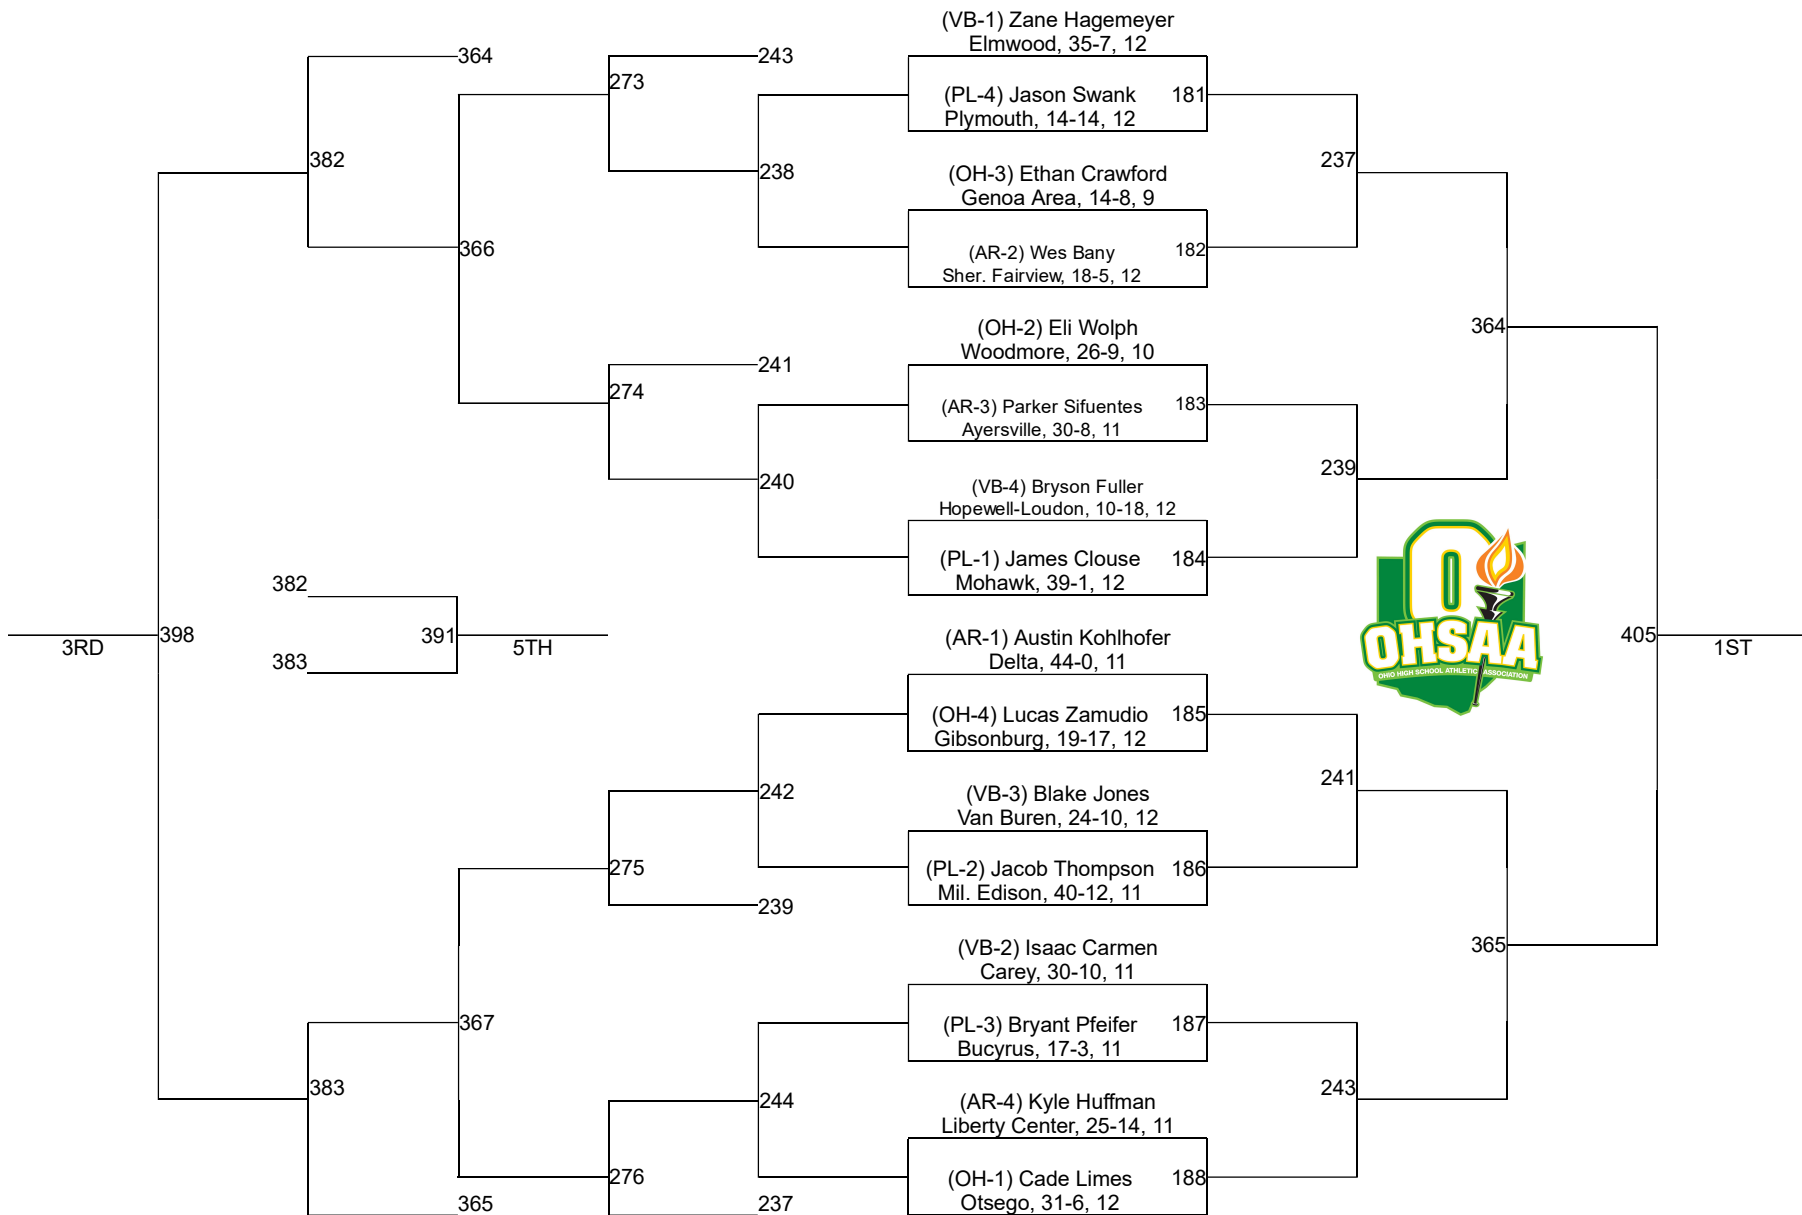 (VB-1) Zane Hagemeyer
Elmwood, 35-7, 12
364
243
273
(PL-4) Jason Swank
181
Plymouth, 14-14, 12
382
238
237
(OH-3) Ethan Crawford
Genoa Area, 14-8, 9
366
(AR-2) Wes Bany
182
Sher. Fairview, 18-5, 12
(OH-2) Eli Wolph
Woodmore, 26-9, 10
364
241
274
(AR-3) Parker Sifuentes
183
Ayersville, 30-8, 11
240
239
(VB-4) Bryson Fuller
Hopewell-Loudon, 10-18, 12
(PL-1) James Clouse
184
Mohawk, 39-1, 12
382
398
3RD
391
5TH
383
(AR-1) Austin Kohlhofer
Delta, 44-0, 11
O
OHSAA
OHIO HIGH SCHOOL ATHLETIC ASSOCIATION
405
1ST
(OH-4) Lucas Zamudio
185
Gibsonburg, 19-17, 12
242
241
(VB-3) Blake Jones
Van Buren, 24-10, 12
275
(PL-2) Jacob Thompson
186
Mil. Edison, 40-12, 11
239
(VB-2) Isaac Carmen
Carey, 30-10, 11
365
367
(PL-3) Bryant Pfeifer
187
Bucyrus, 17-3, 11
383
244
243
(AR-4) Kyle Huffman
Liberty Center, 25-14, 11
276
(OH-1) Cade Limes
188
Otsego, 31-6, 12
365
237